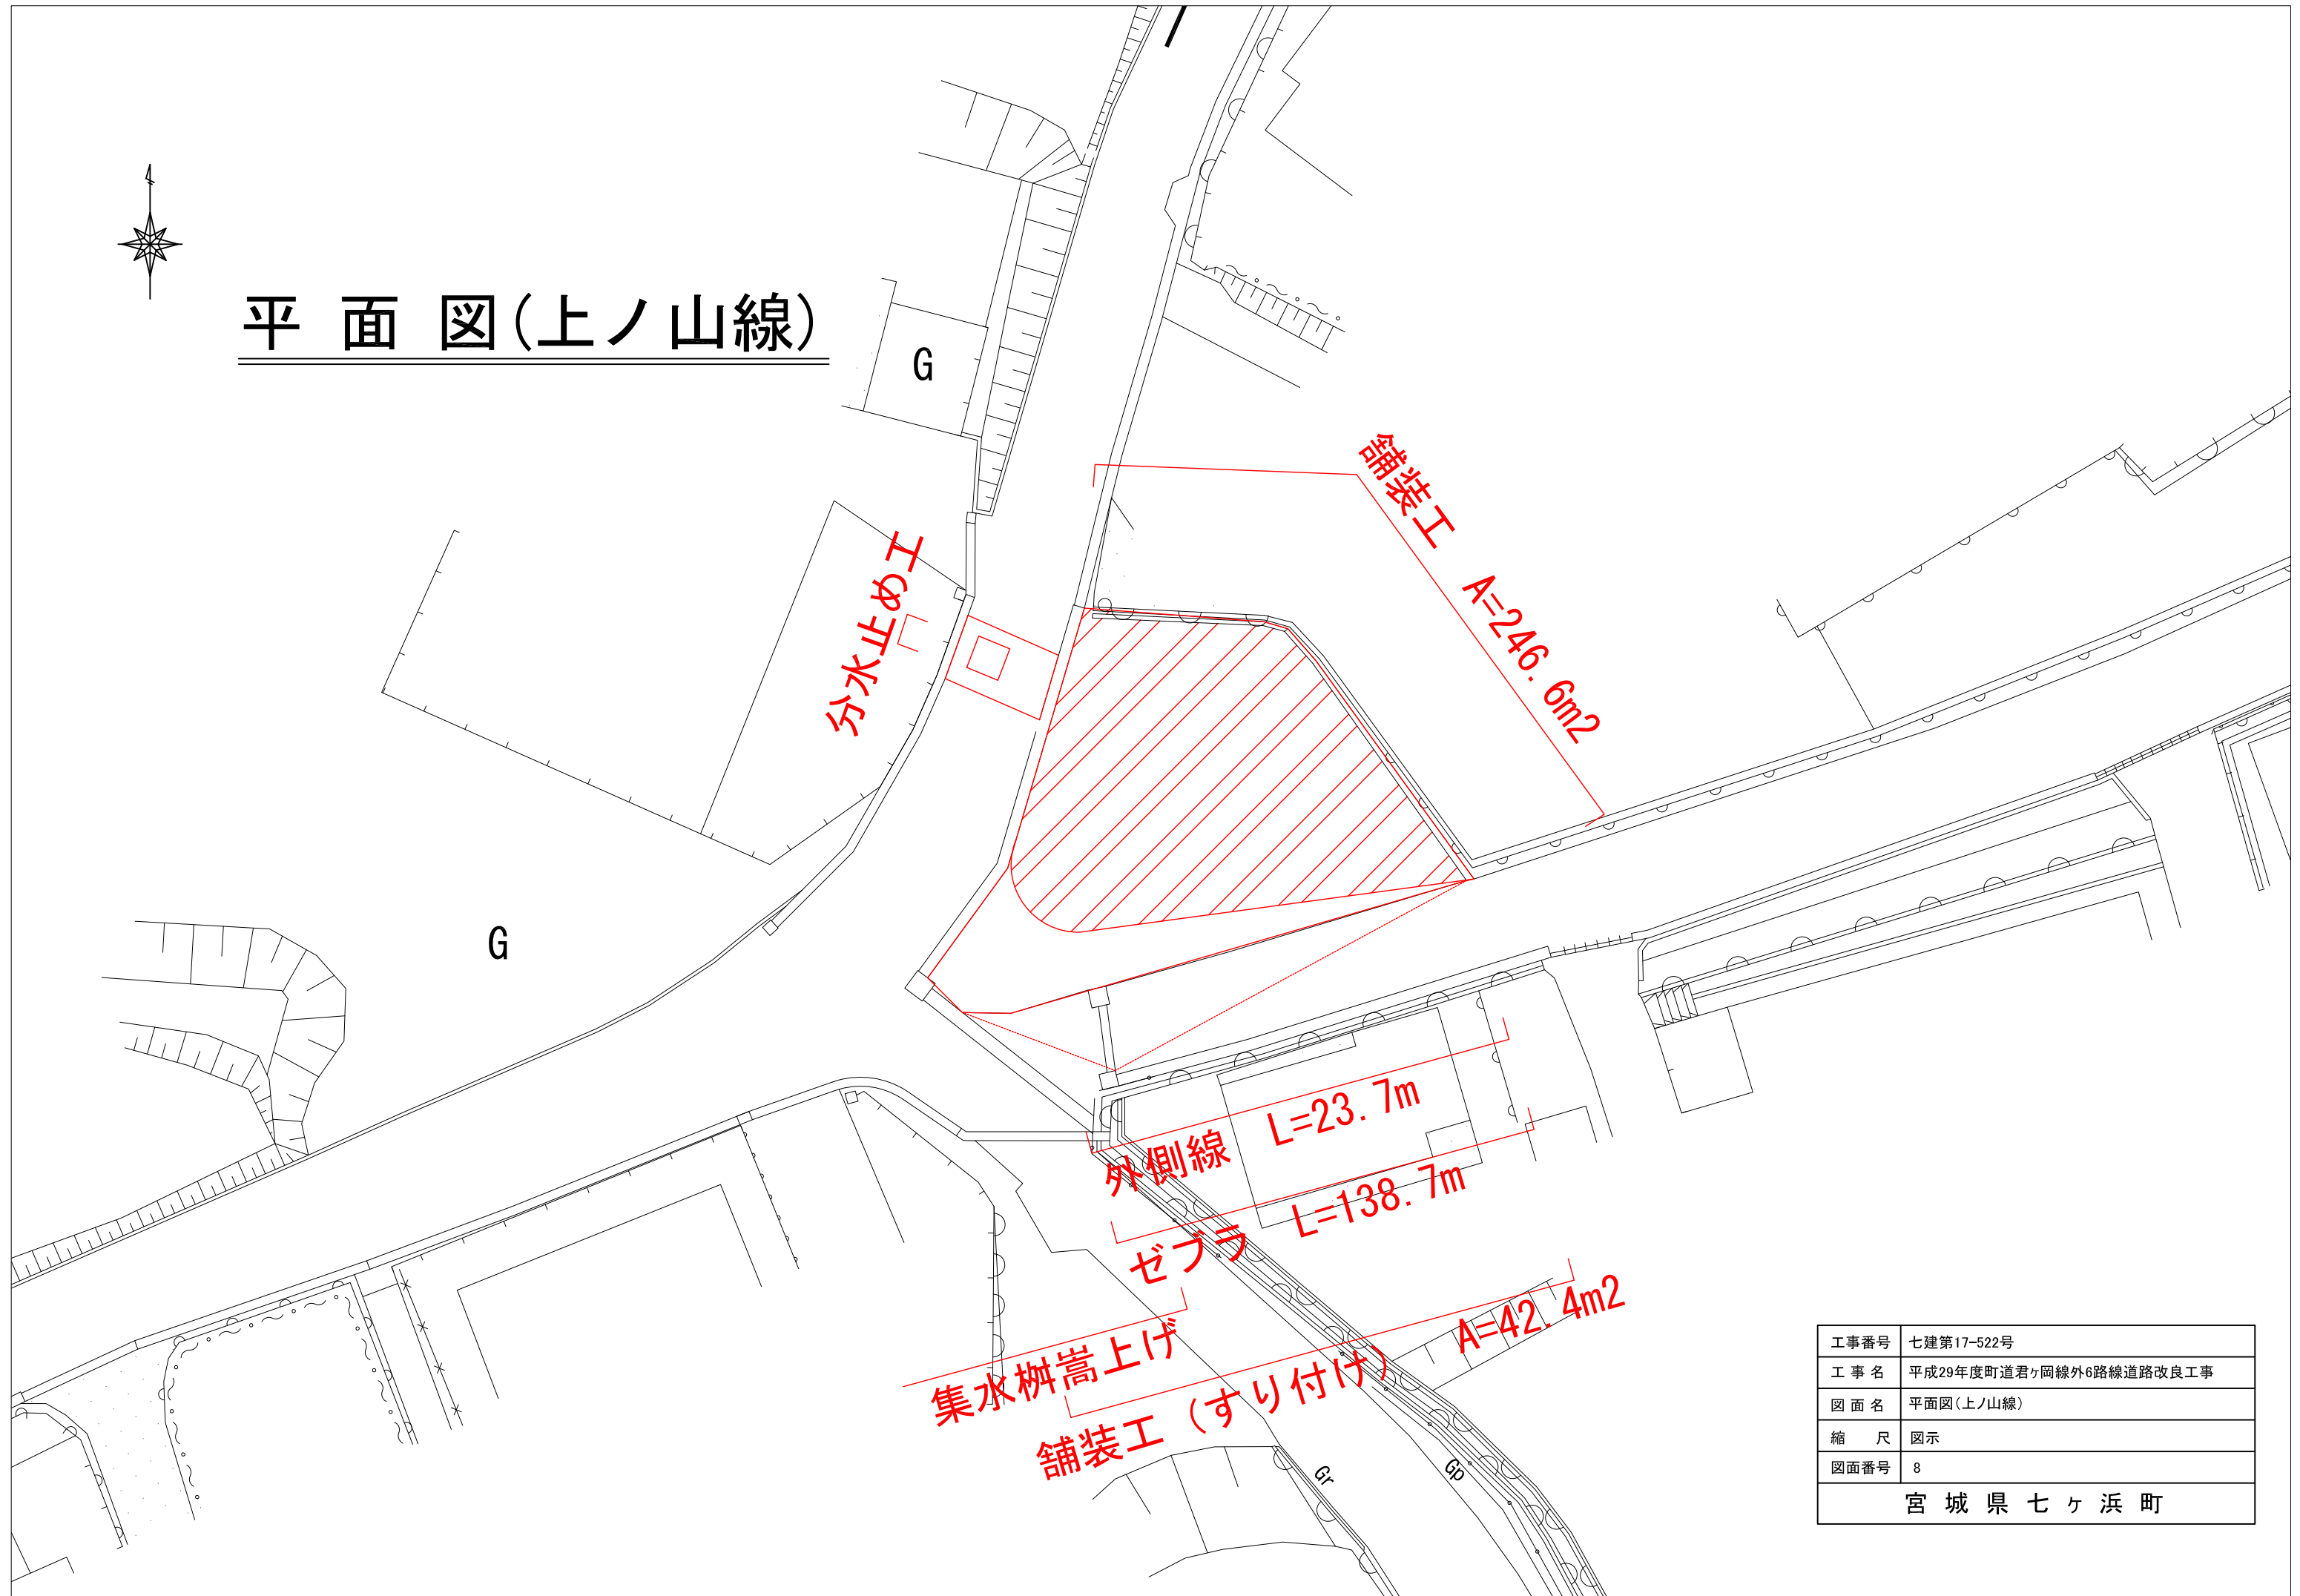 平 面 図(上ノ山線)
G
分水止め工
舗装工 A=246.6m2
G
外側線 L=23.7m
ゼブラ L=138.7m
集水桝嵩上げ
舗装工（すり付け） A=42.4m2
Gr
Gp
工事番号 七建第17-522号
工 事 名 平成29年度町道君ヶ岡線外6路線道路改良工事
図 面 名 平面図(上ノ山線)
縮 尺 図示
図面番号 8
宮 城 県 七 ヶ 浜 町